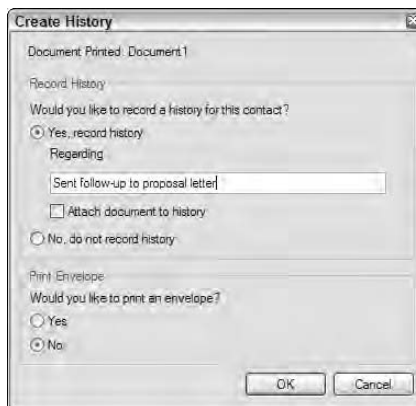 Create History
Document Printed: Document1
Record History
Would you like to record a history for this contact?
Yes, record history
Regarding
Sent follow-up to proposal letter
Attach document to history
No, do not record history
Print Envelope
Would you like to print an envelope?
Yes
No
OK Cancel